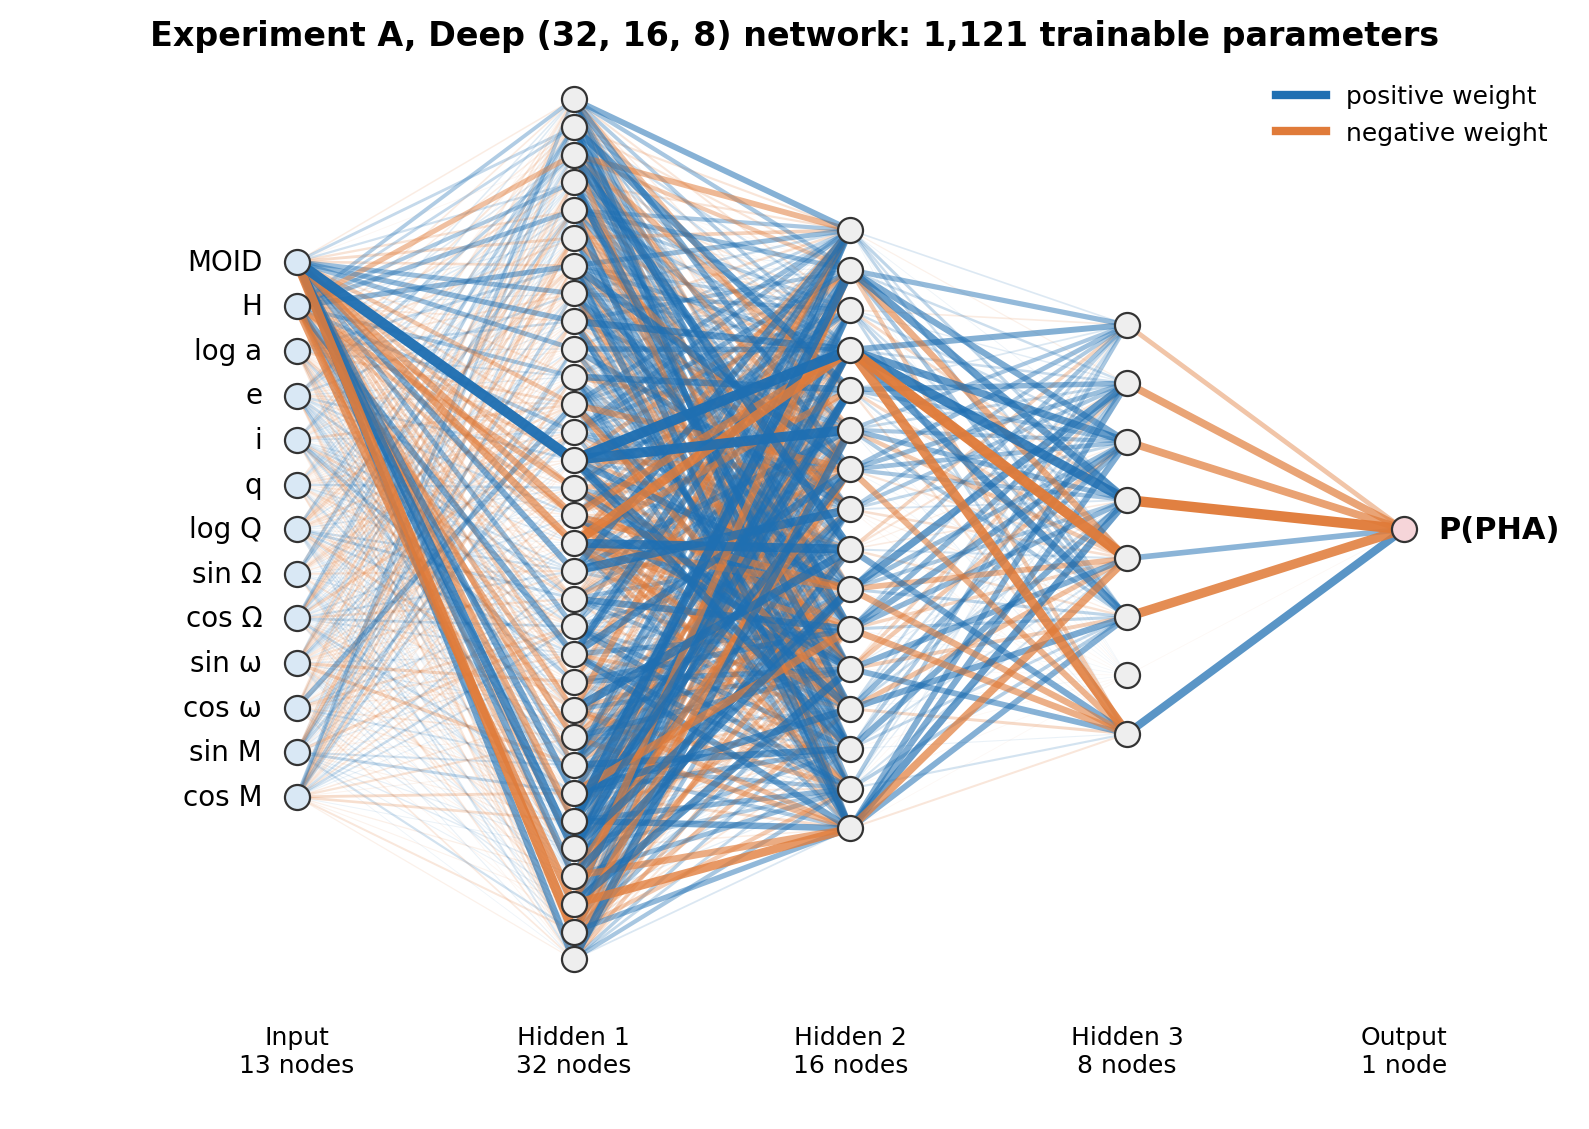 Experiment A, Deep (32, 16, 8) network: 1,121 trainable parameters
positive weight
negative weight
MOID
H
log a
e
i
q
log Q
sin Ω
cos Ω
sin ω
cos ω
sin M
cos M
P(PHA)
Input
13 nodes
Hidden 1
32 nodes
Hidden 2
16 nodes
Hidden 3
8 nodes
Output
1 node